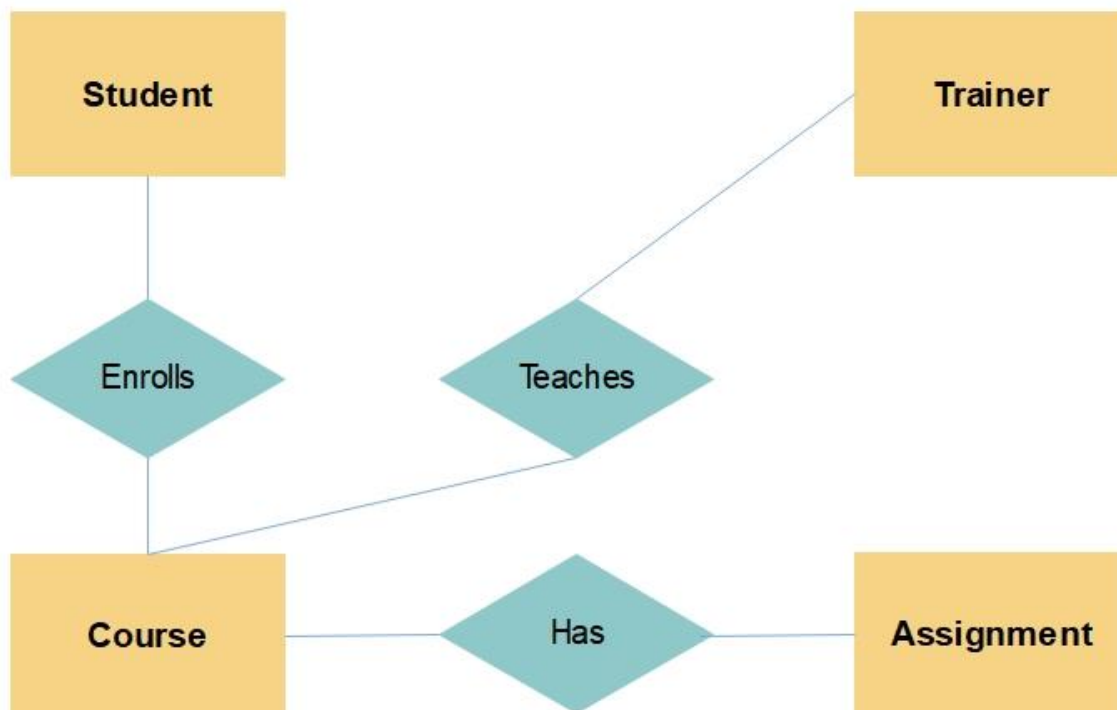 Student
Trainer
Enrolls
Teaches
Course
Has
Assignment